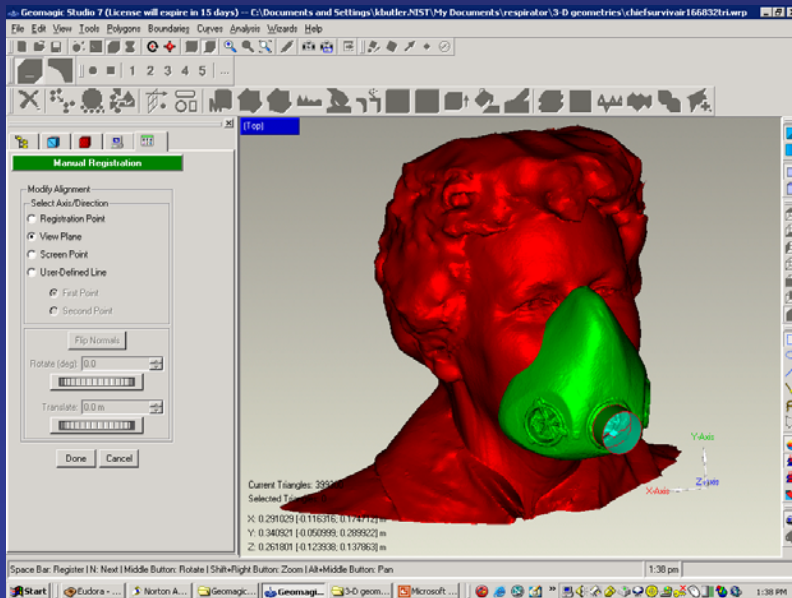 Geomagic Studio 7 (License will expire in 15 days) -- C:\Documents and Settings\kbutler.NIST\My Documents\respirator\3-D geometries\chiefsurvivair166832tri.wrp
File Edit View Tools Polygons Boundaries Curves Analysis Wizards Help
1 2 3 4 5 ...
[Top]
Manual Registration
Modify Alignment
Select Axis/Direction
Registration Point
View Plane
Screen Point
User-Defined Line
First Point
Second Point
Flip Normals
Rotate (deg): 0.0
Translate: 0.0 m
Done Cancel
Y-Axis
X-Axis
Z-Axis
Current Triangles:
Selected
X: 0.291029 [-0.116316, 0.174712] m
Y: 0.340921 [-0.050999, 0.289922] m
Z: 0.261801 [-0.123938, 0.137863] m
Space Bar: Register | N: Next | Middle Button: Rotate | Shift+Right Button: Zoom | Alt+Middle Button: Pan
1:38 pm
Start Eudora - ... Norton A... Geomagic... Geomagi... 3-D geom... Microsoft ... 1:38 PM